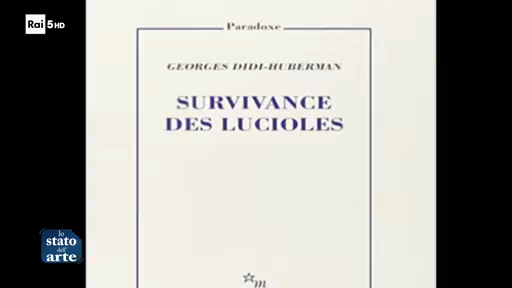 Rai 5HD
Paradoxe
GEORGES DIDI-HUBERMAN
SURVIVANCE
DES LUCIOLES
lo
stato
dell'
arte
m